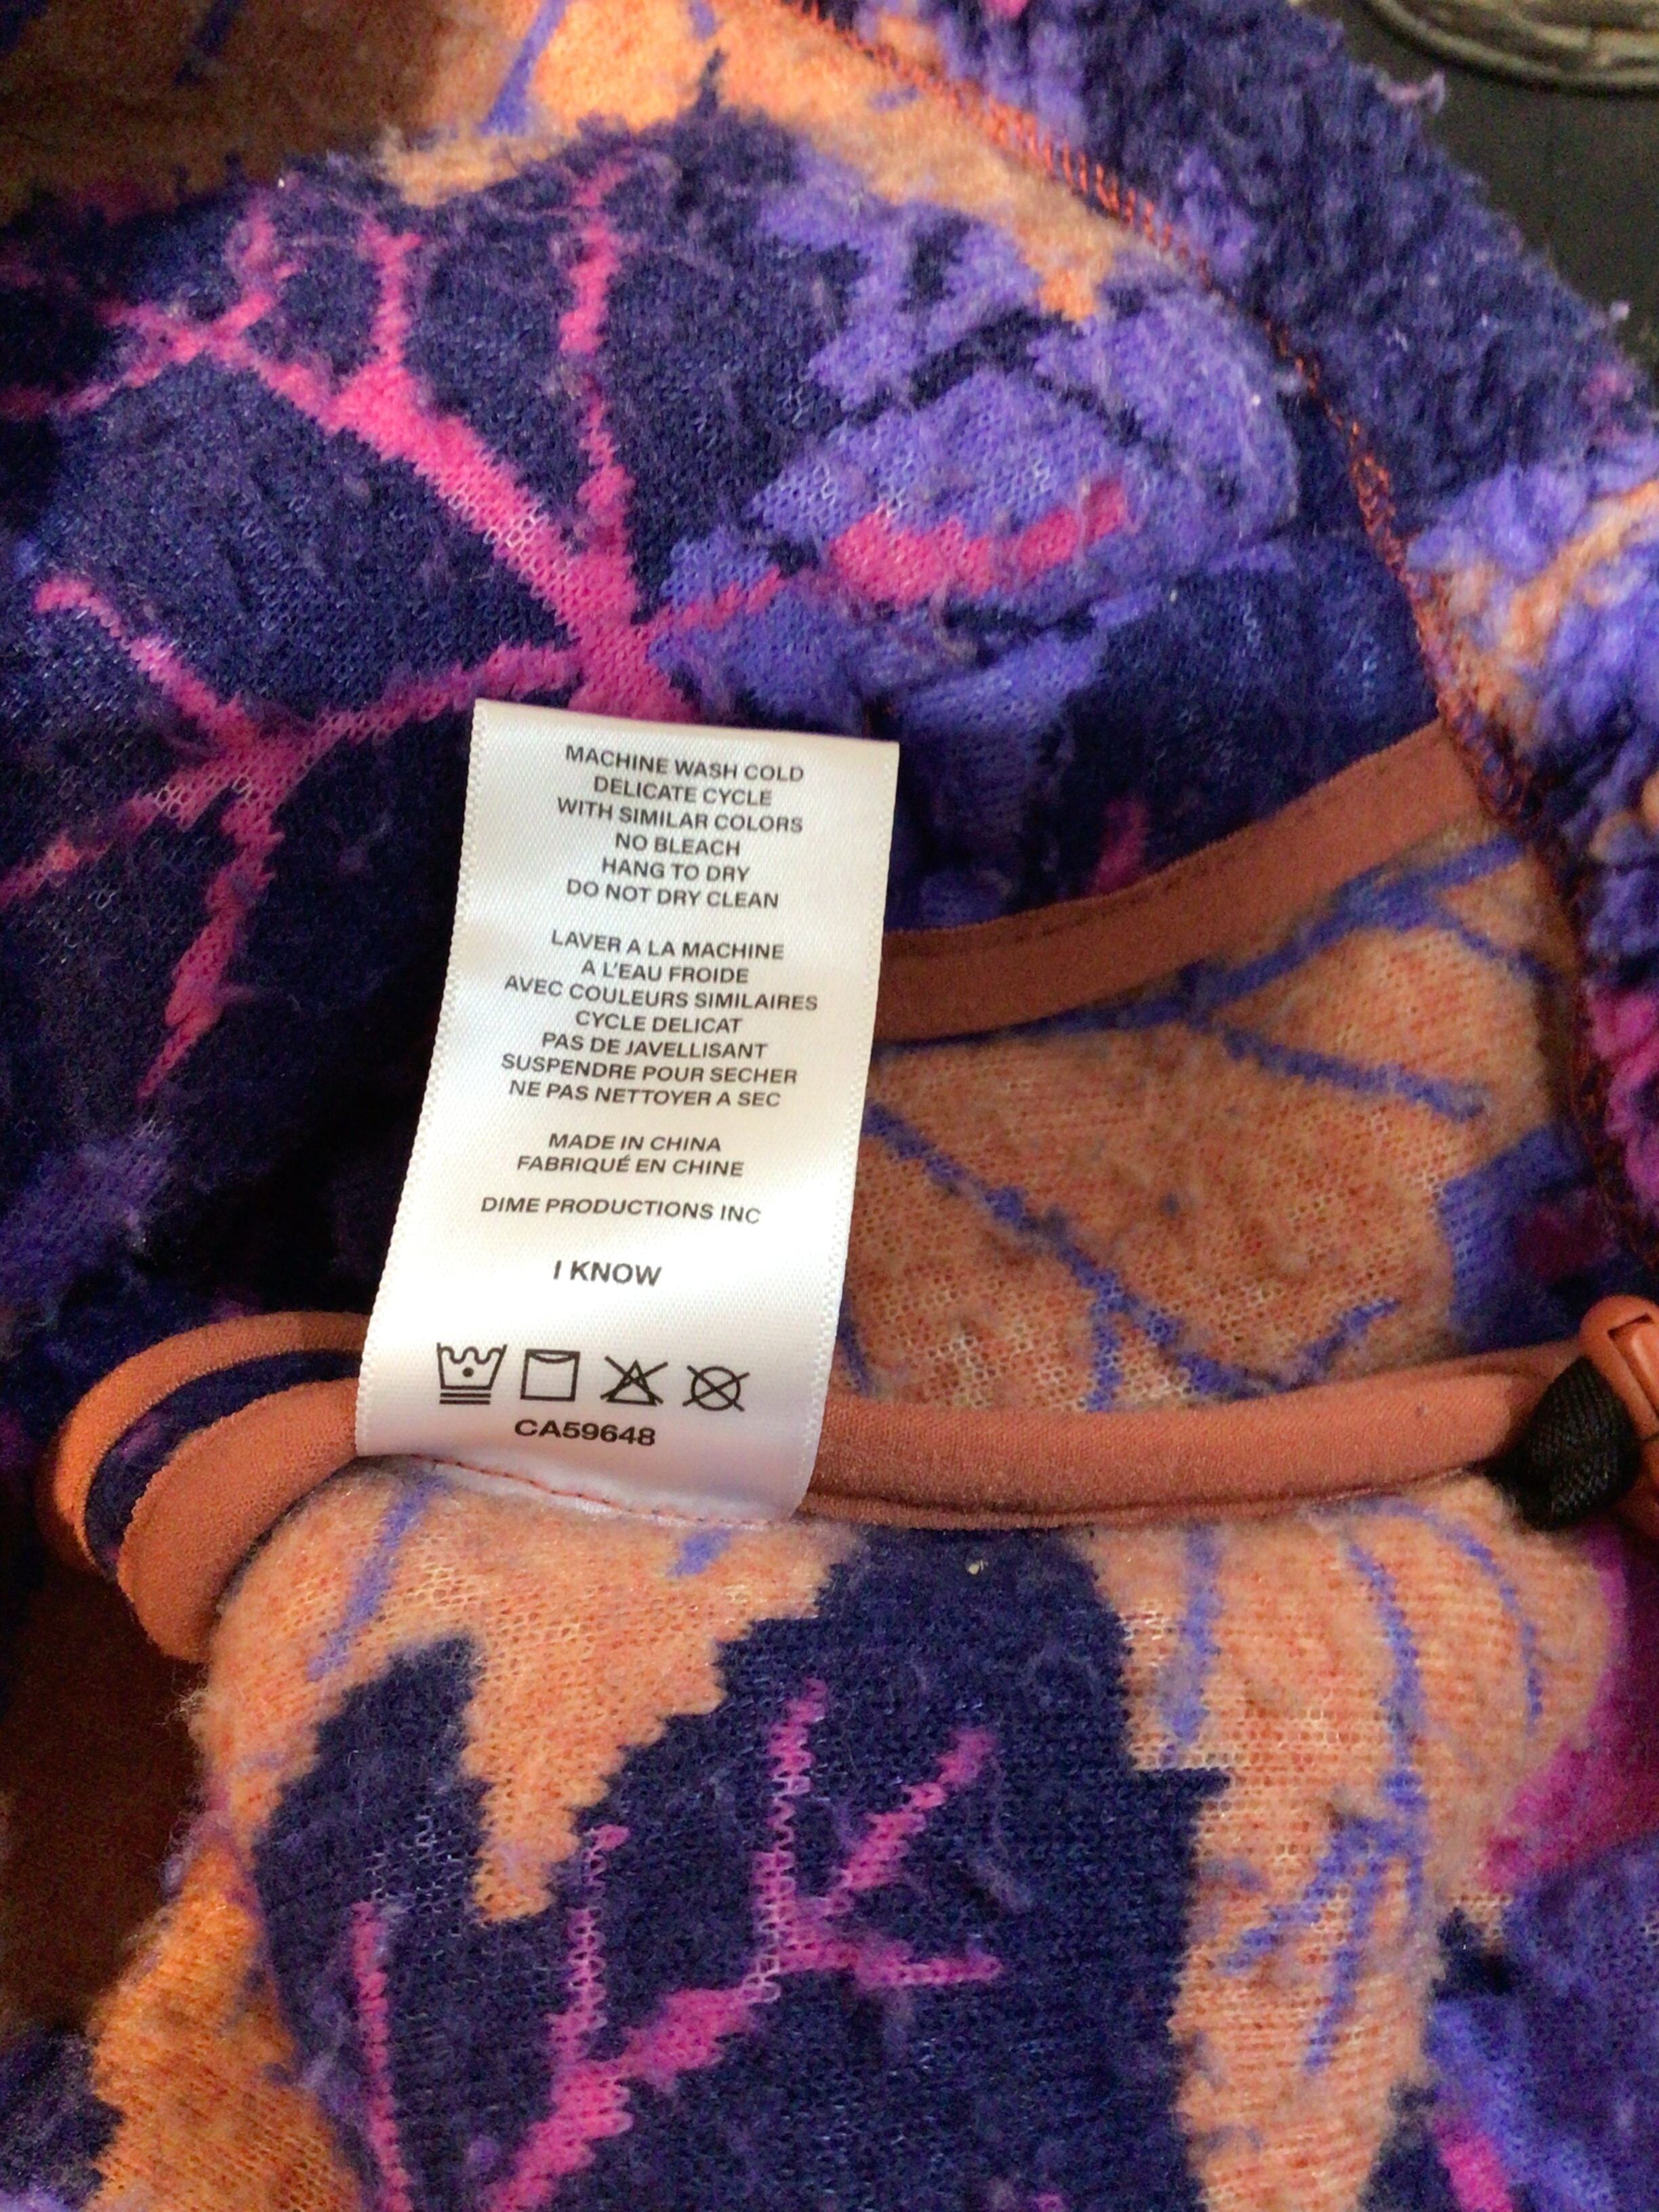 MACHINE WASH COLD
DELICATE CYCLE
WITH SIMILAR COLORS
NO BLEACH
HANG TO DRY
DO NOT DRY CLEAN
LAVER A LA MACHINE
A L'EAU FROIDE
AVEC COULEURS SIMILAIRES
CYCLE DELICAT
PAS DE JAVELLISANT
SUSPENDRE POUR SECHER
NE PAS NETTOYER A SEC
MADE IN CHINA
FABRIQUÉ EN CHINE
DIME PRODUCTIONS INC
I KNOW
CA59648